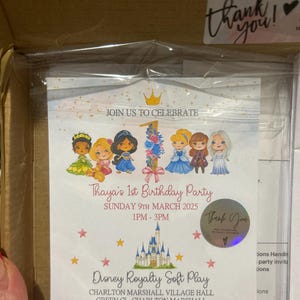 thank
you!
JOIN US TO CELEBRATE
1
Thaya's 1st Birthday Party
SUNDAY 9TH MARCH 2025
1PM - 3PM
Thank You
Disney Royalty Soft Play
CHARLTON MARSHALL VILLAGE HALL